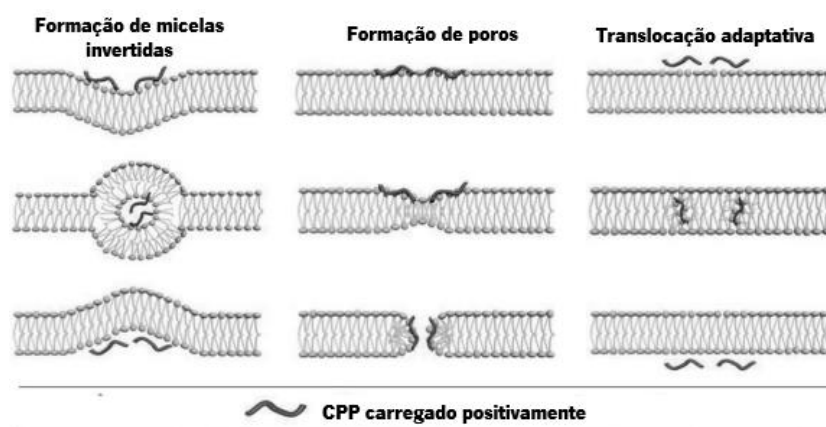 Formação de micelas
invertidas
Formação de poros
Translocação adaptativa
CPP carregado positivamente